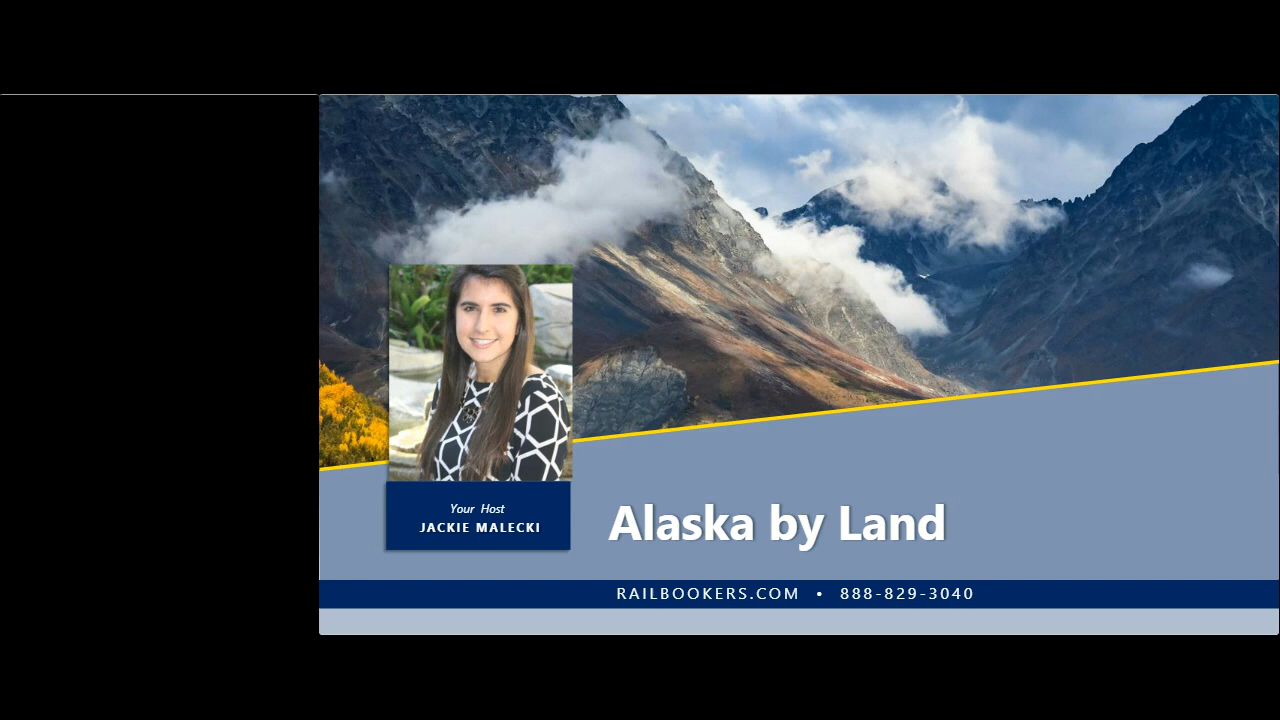 Your Host
JACKIE MALECKI
Alaska by Land
RAILBOOKERS.COM • 888-829-3040